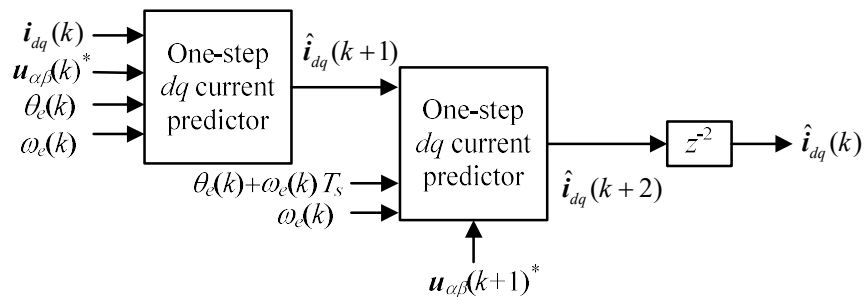 i_dq(k)
u_αβ(k)*
θ_e(k)
ω_e(k)
One-step
dq current
predictor
î_dq(k+1)
θ_e(k)+ω_e(k)T_s
ω_e(k)
One-step
dq current
predictor
u_αβ(k+1)*
î_dq(k+2)
z⁻²
î_dq(k)